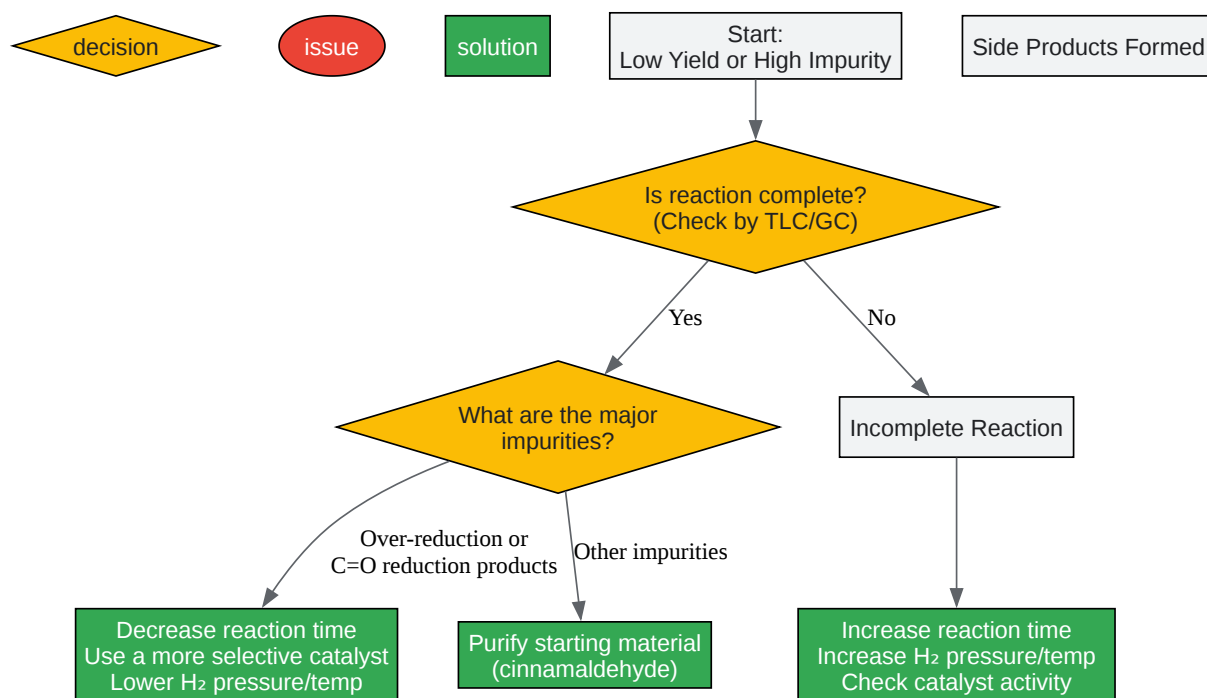 decision
issue
solution
Start:
Low Yield or High Impurity
Side Products Formed
Is reaction complete?
(Check by TLC/GC)
Yes
No
What are the major
impurities?
Incomplete Reaction
Over-reduction or
C=O reduction products
Other impurities
Decrease reaction time
Use a more selective catalyst
Lower H₂ pressure/temp
Purify starting material
(cinnamaldehyde)
Increase reaction time
Increase H₂ pressure/temp
Check catalyst activity